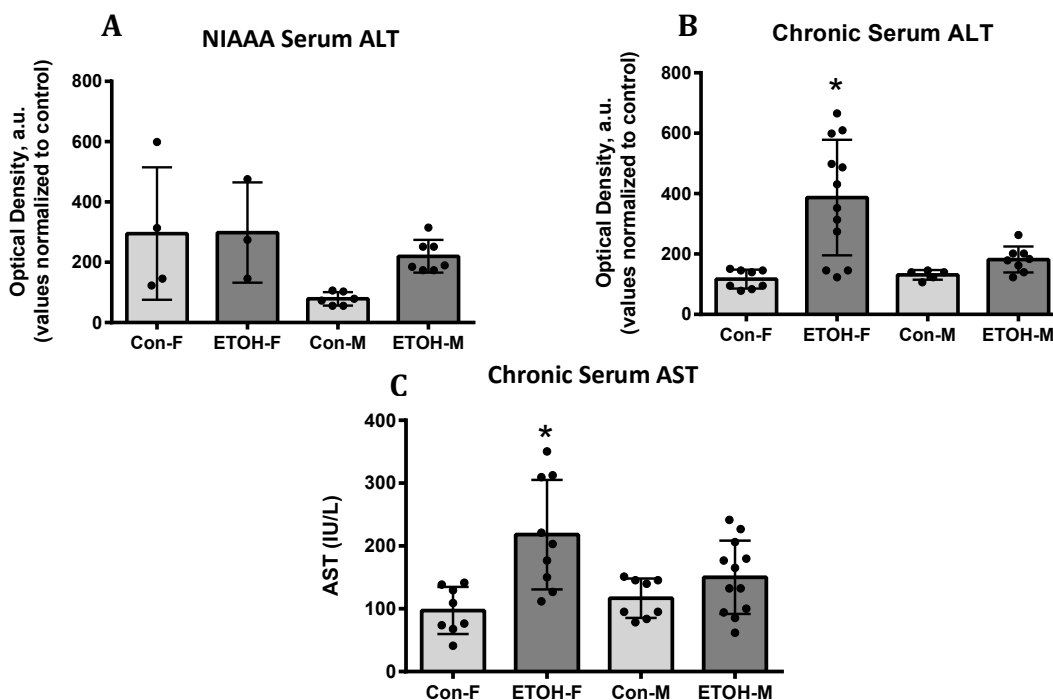 A
NIAAA Serum ALT
Optical Density, a.u.
(values normalized to control)
800
600
400
200
0
Con-F
ETOH-F
Con-M
ETOH-M
B
Chronic Serum ALT
Optical Density, a.u.
(values normalized to control)
800
600
400
200
0
*
Con-F
ETOH-F
Con-M
ETOH-M
C
Chronic Serum AST
AST (IU/L)
400
300
200
100
0
*
Con-F
ETOH-F
Con-M
ETOH-M